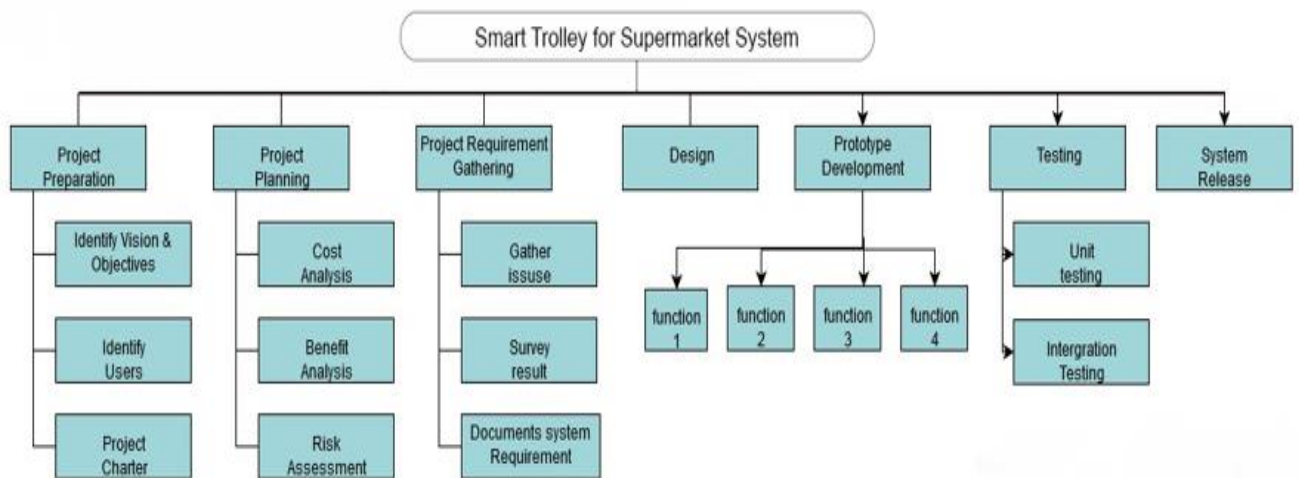 Smart Trolley for Supermarket System
Project
Preparation
Project
Planning
Project Requirement
Gathering
Design
Prototype
Development
Testing
System
Release
Identify Vision &
Objectives
Identify
Users
Project
Charter
Cost
Analysis
Benefit
Analysis
Risk
Assessment
Gather
issuse
Survey
result
Documents system
Requirement
function
1
function
2
function
3
function
4
Unit
testing
Intergration
Testing